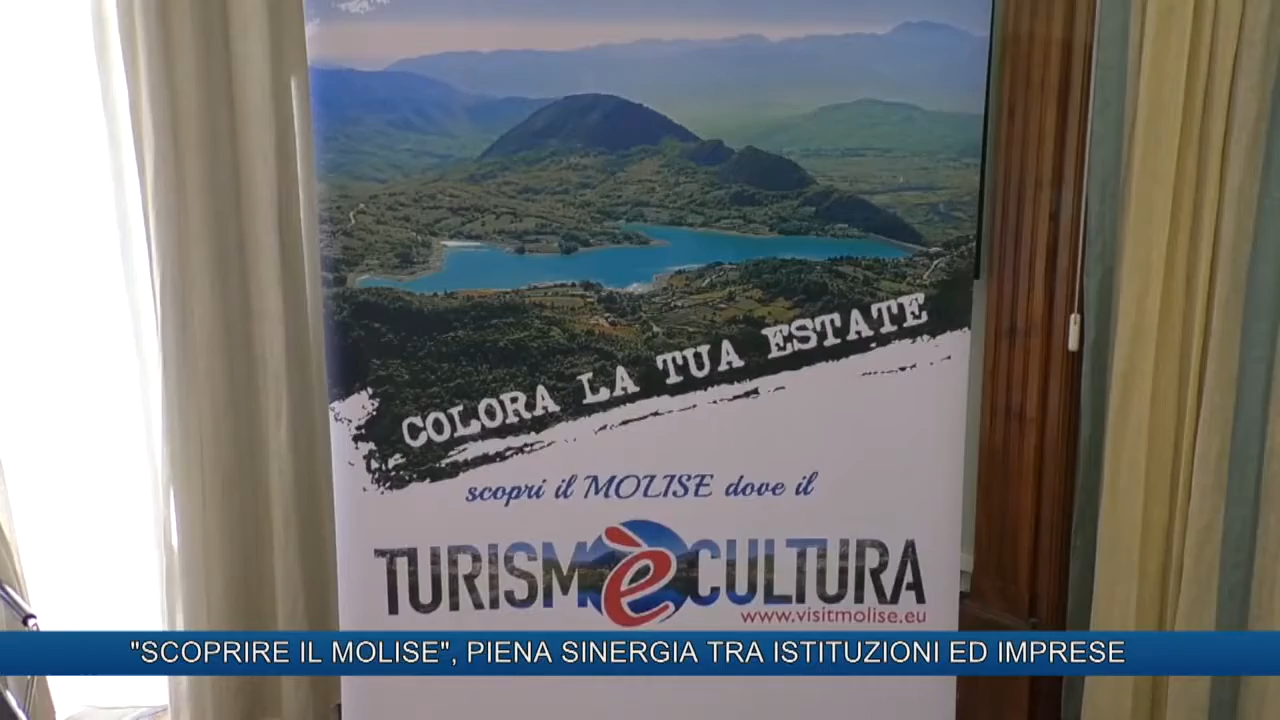 COLORA LA TUA ESTATE
scopri il MOLISE dove il
TURISMÈCULTURA
www.visitmolise.eu
"SCOPRIRE IL MOLISE", PIENA SINERGIA TRA ISTITUZIONI ED IMPRESE